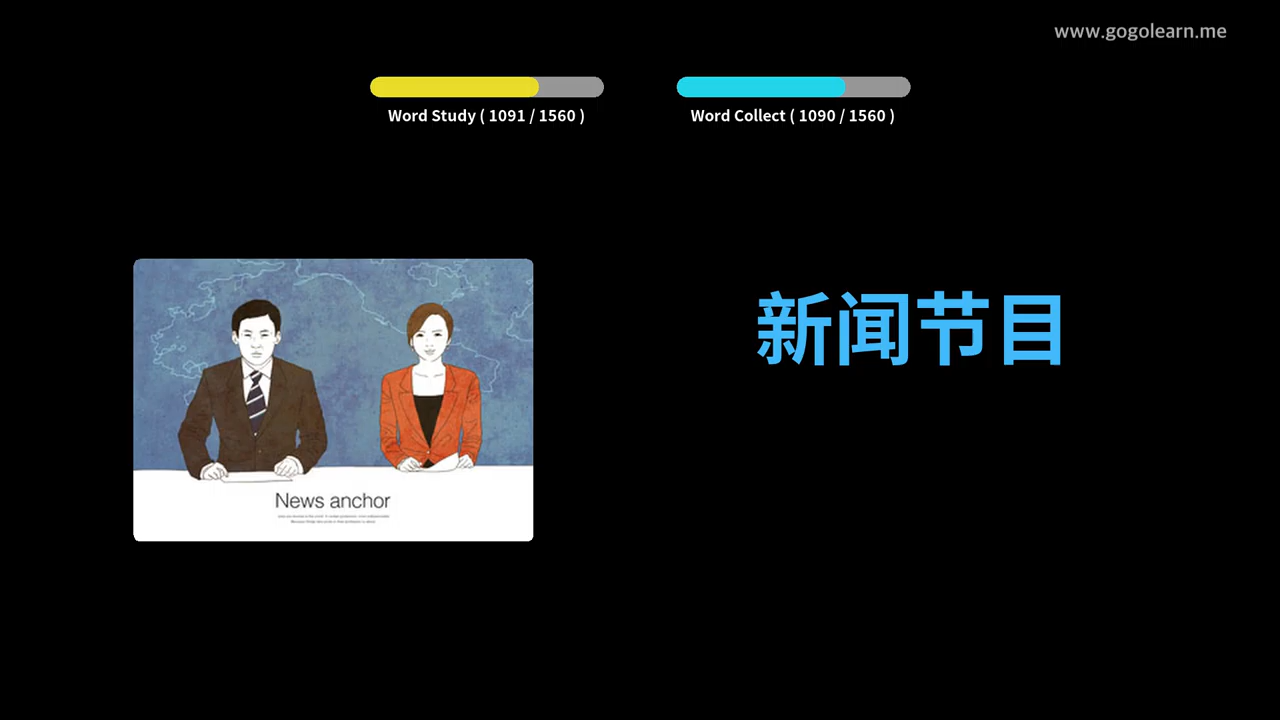 www.gogolearn.me
Word Study ( 1091 / 1560 )
Word Collect ( 1090 / 1560 )
新闻节目
News anchor